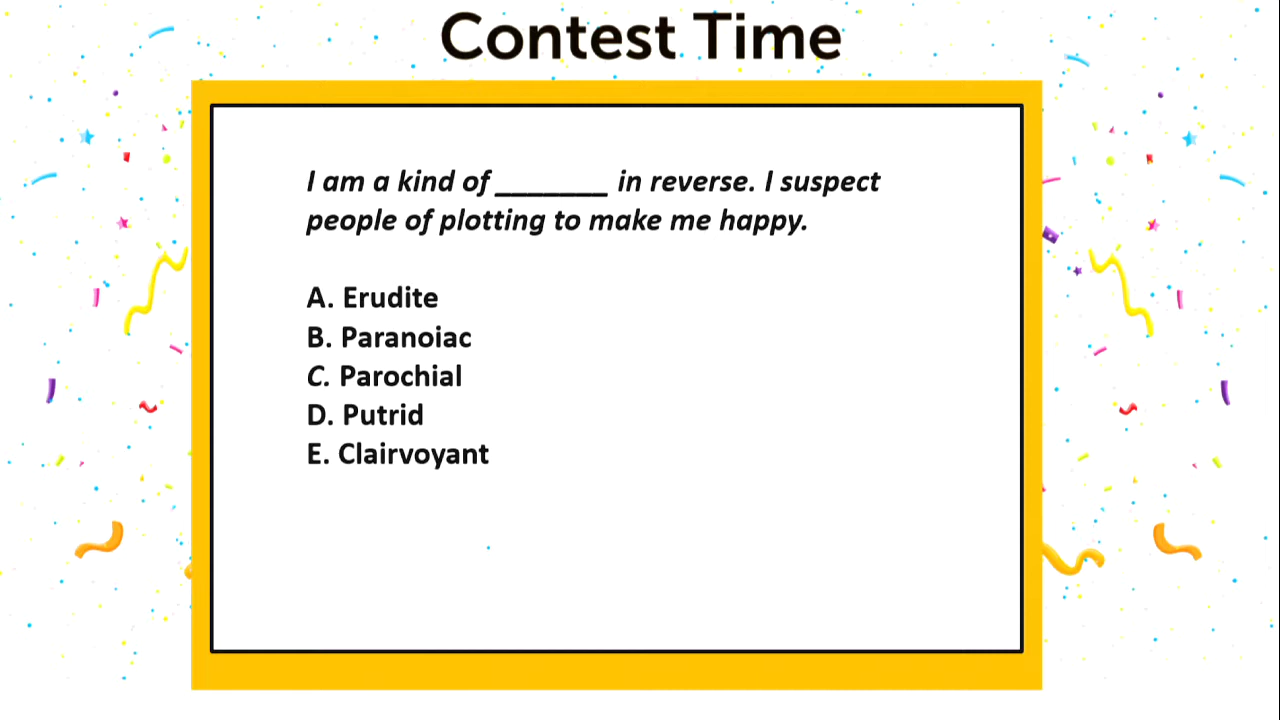 Contest Time
I am a kind of _______ in reverse. I suspect
people of plotting to make me happy.
A. Erudite
B. Paranoiac
C. Parochial
D. Putrid
E. Clairvoyant